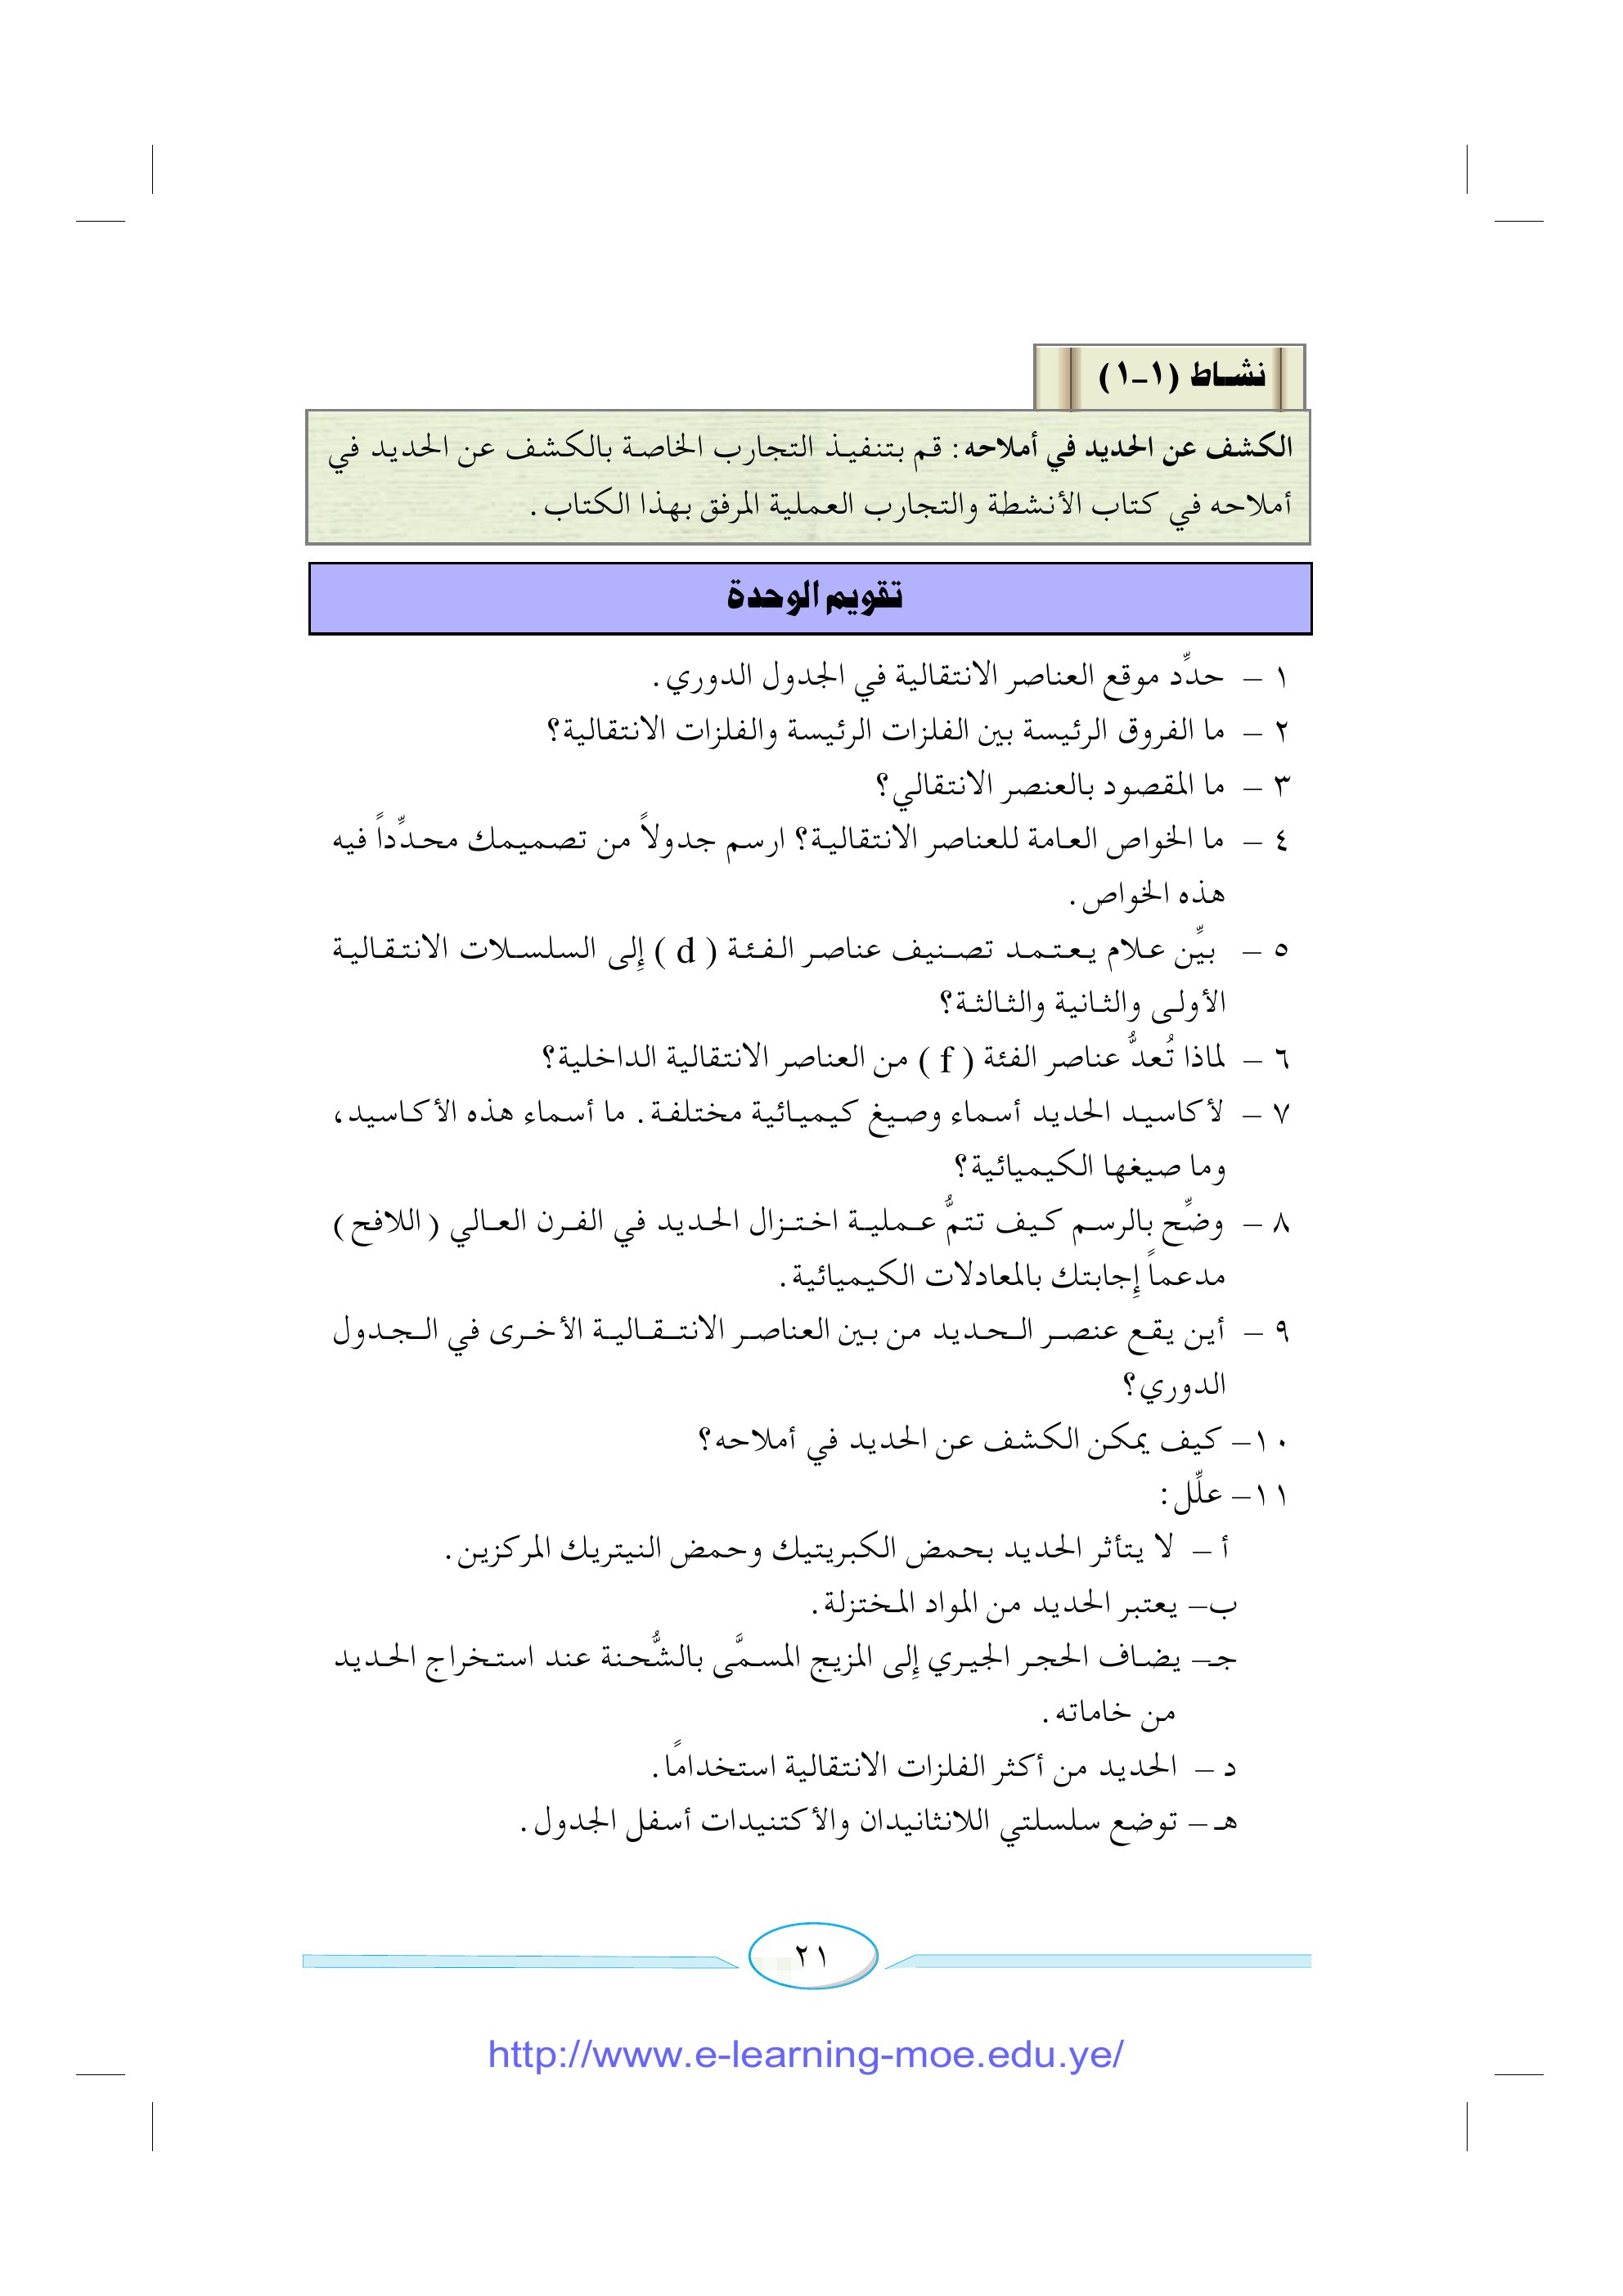 نشاط (١-١)
الكشف عن الحديد في أملاحه: قم بتنفيذ التجارب الخاصة بالكشف عن الحديد في
أملاحه في كتاب الأنشطة والتجارب العملية المرفق بهذا الكتاب.
تقويم الوحدة
١ – حدِّد موقع العناصر الانتقالية في الجدول الدوري.
٢ – ما الفروق الرئيسة بين الفلزات الرئيسة والفلزات الانتقالية؟
٣ – ما المقصود بالعنصر الانتقالي؟
٤ – ما الخواص العامة للعناصر الانتقالية؟ ارسم جدولاً من تصميمك محدِّداً فيه
هذه الخواص.
٥ – بيِّن علام يعتمد تصنيف عناصر الفئة ( d ) إِلى السلسلات الانتقالية
الأولى والثانية والثالثة؟
٦ – لماذا تُعدُّ عناصر الفئة ( f ) من العناصر الانتقالية الداخلية؟
٧ – لأكاسيد الحديد أسماء وصيغ كيميائية مختلفة. ما أسماء هذه الأكاسيد،
وما صيغها الكيميائية؟
٨ – وضِّح بالرسم كيف تتمُّ عملية اختزال الحديد في الفرن العالي (اللافح)
مدعماً إِجابتك بالمعادلات الكيميائية.
٩ – أين يقع عنصر الحديد من بين العناصر الانتقالية الأخرى في الجدول
الدوري؟
١٠– كيف يمكن الكشف عن الحديد في أملاحه؟
١١– علِّل:
أ – لا يتأثر الحديد بحمض الكبريتيك وحمض النيتريك المركزين.
ب– يعتبر الحديد من المواد المختزلة.
جـ– يضاف الحجر الجيري إِلى المزيج المسمَّى بالشُّحنة عند استخراج الحديد
من خاماته.
د – الحديد من أكثر الفلزات الانتقالية استخدامًا.
هـ – توضع سلسلتي اللانثانيدان والأكتنيدات أسفل الجدول.
٢١
http://www.e-learning-moe.edu.ye/